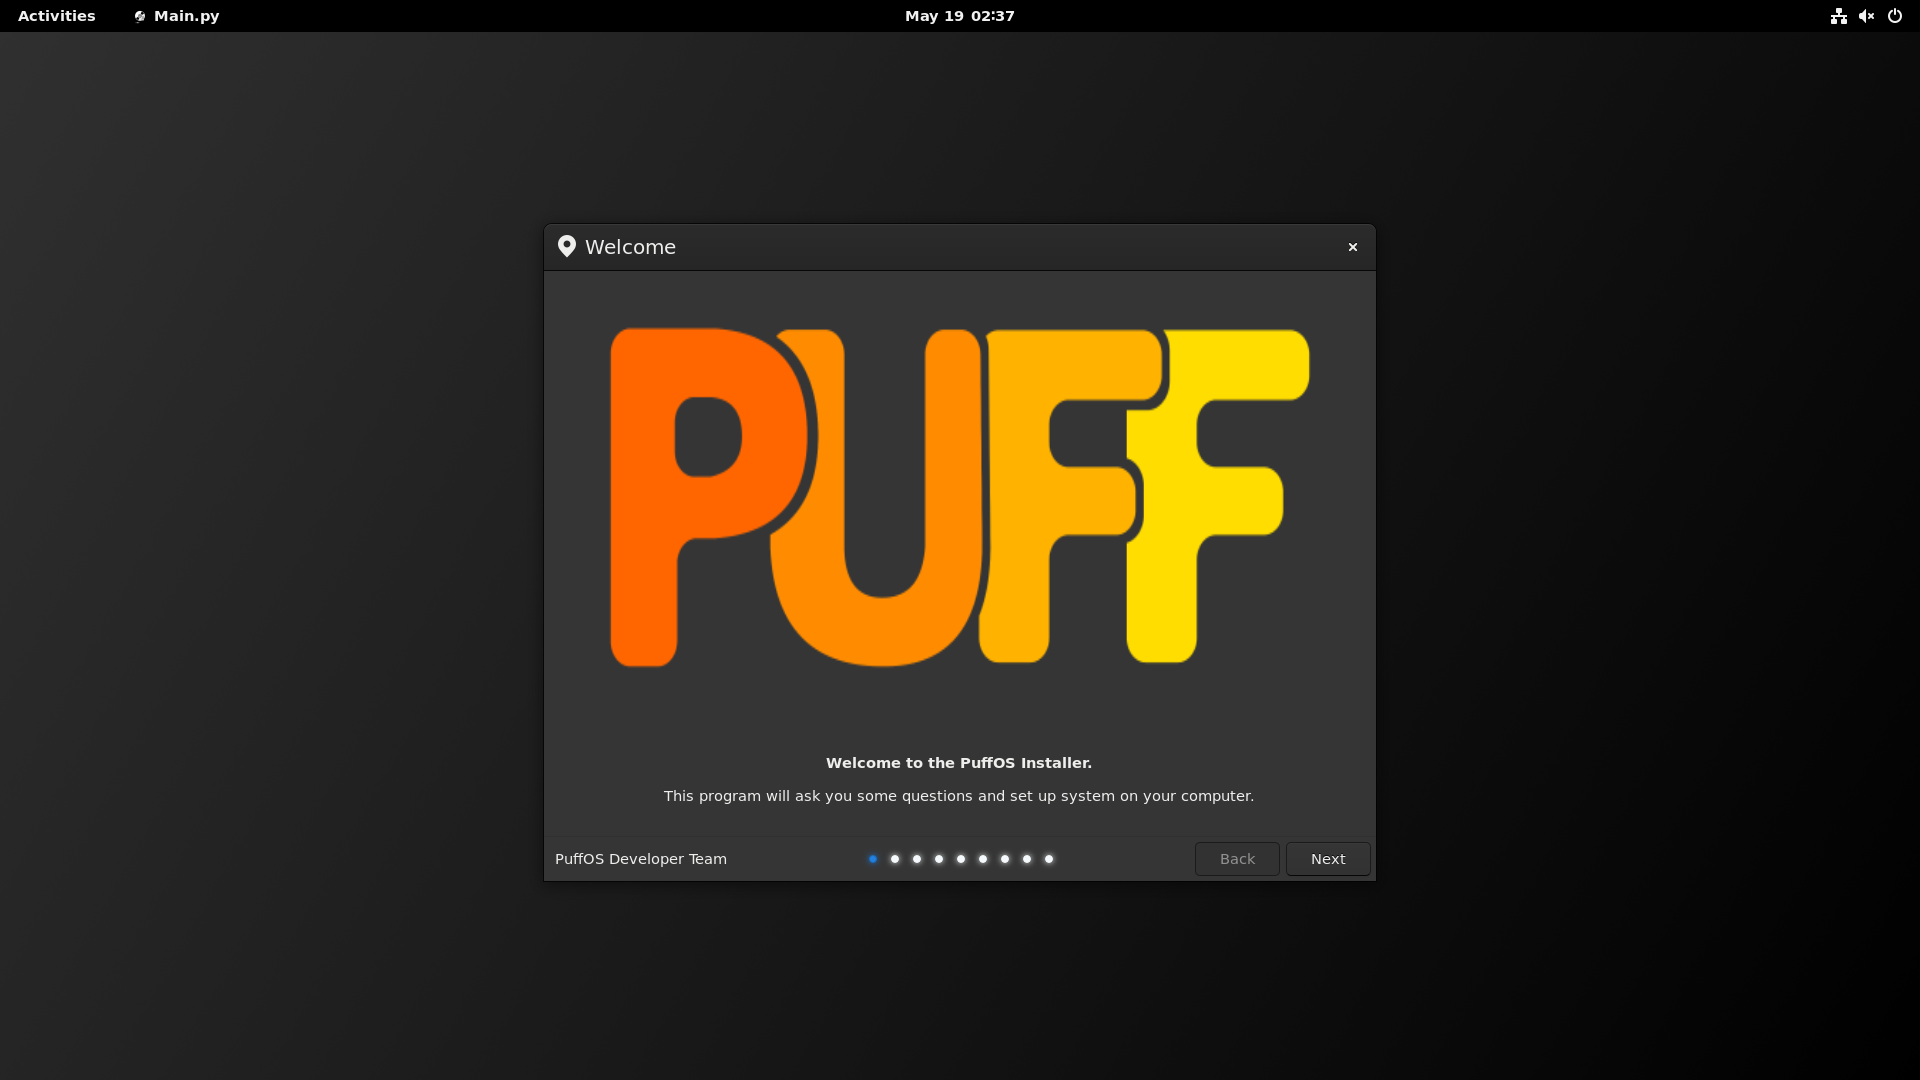 Activities Main.py May 19 02:37
Welcome
PUFF
Welcome to the PuffOS Installer.
This program will ask you some questions and set up system on your computer.
PuffOS Developer Team Back Next